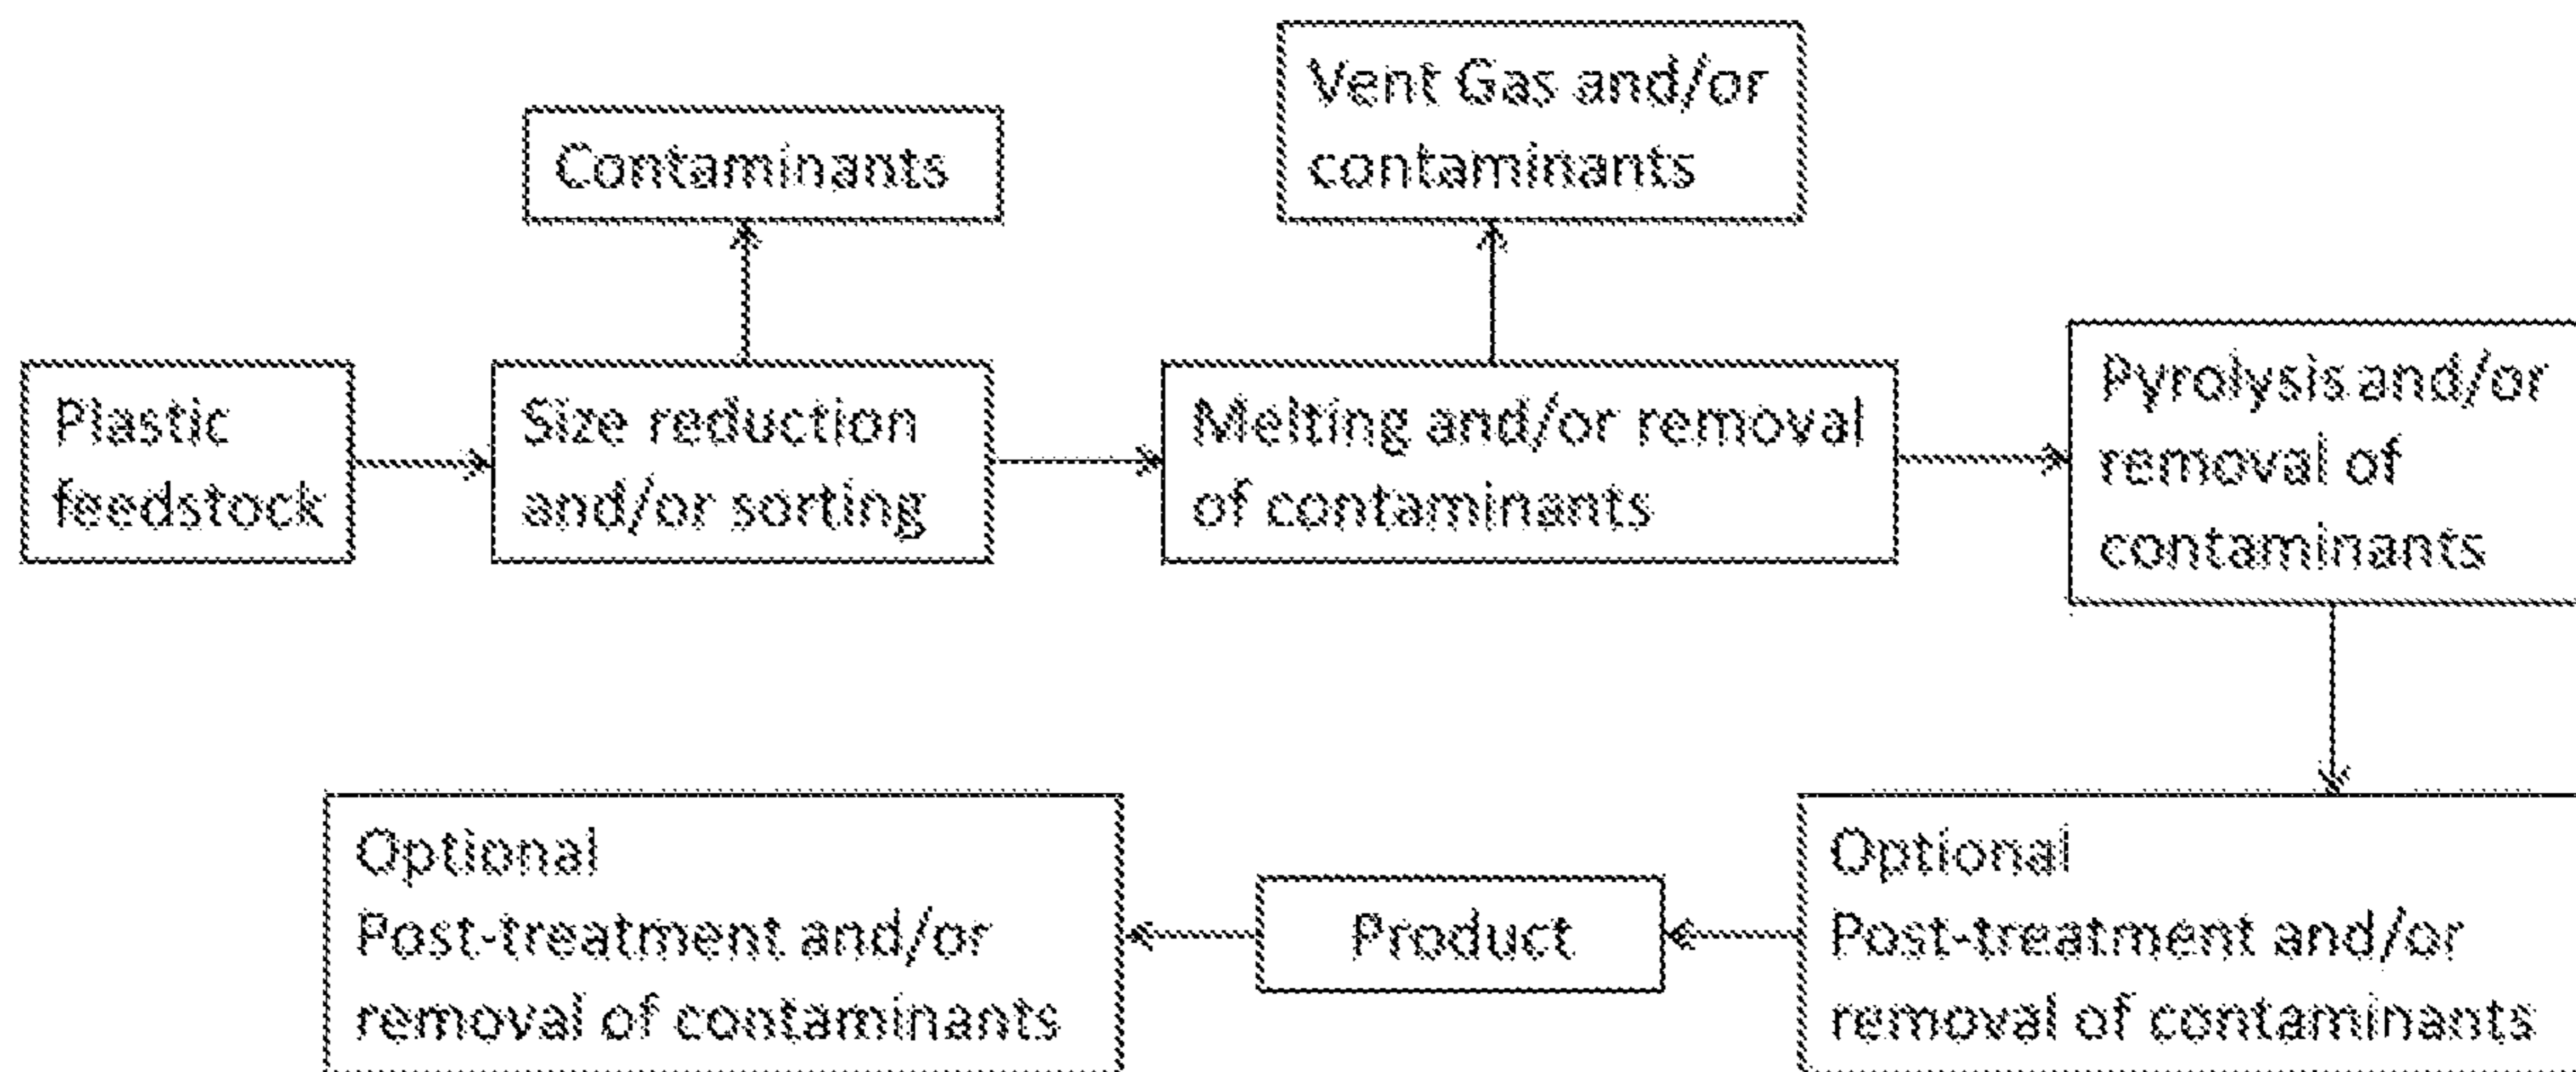 Vent Gas and/or
contaminants
Contaminants
Plastic
feedstock
Size reduction
and/or sorting
Melting and/or removal
of contaminants
Pyrolysis and/or
removal of
contaminants
Optional
Post-treatment and/or
removal of contaminants
Product
Optional
Post-treatment and/or
removal of contaminants